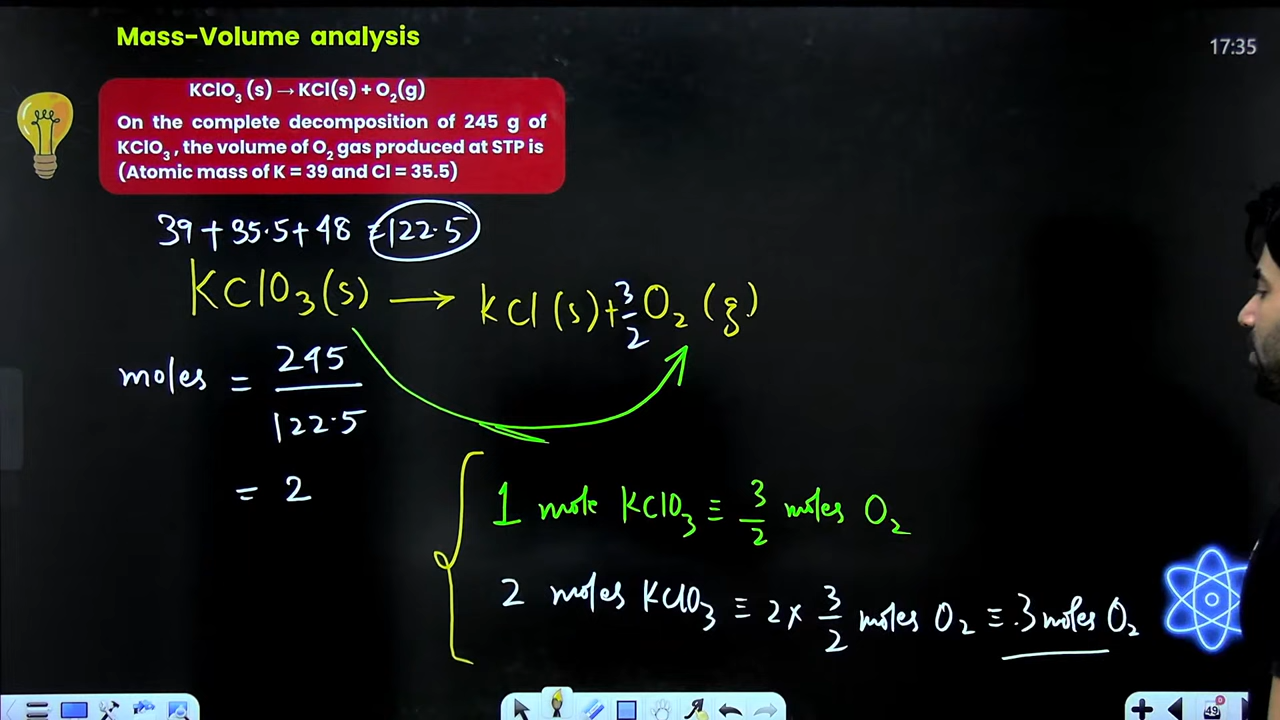 Mass-Volume analysis
17:35
KClO₃ (s) → KCl(s) + O₂(g)
On the complete decomposition of 245 g of
KClO₃, the volume of O₂ gas produced at STP is
(Atomic mass of K = 39 and Cl = 35.5)
39 + 35.5 + 48 = 122.5
KClO₃(s) → KCl(s) + 3/2 O₂ (g)
moles = 245/122.5
= 2
1 mole KClO₃ ≡ 3/2 moles O₂
2 moles KClO₃ ≡ 2 × 3/2 moles O₂ ≡ 3 moles O₂
49